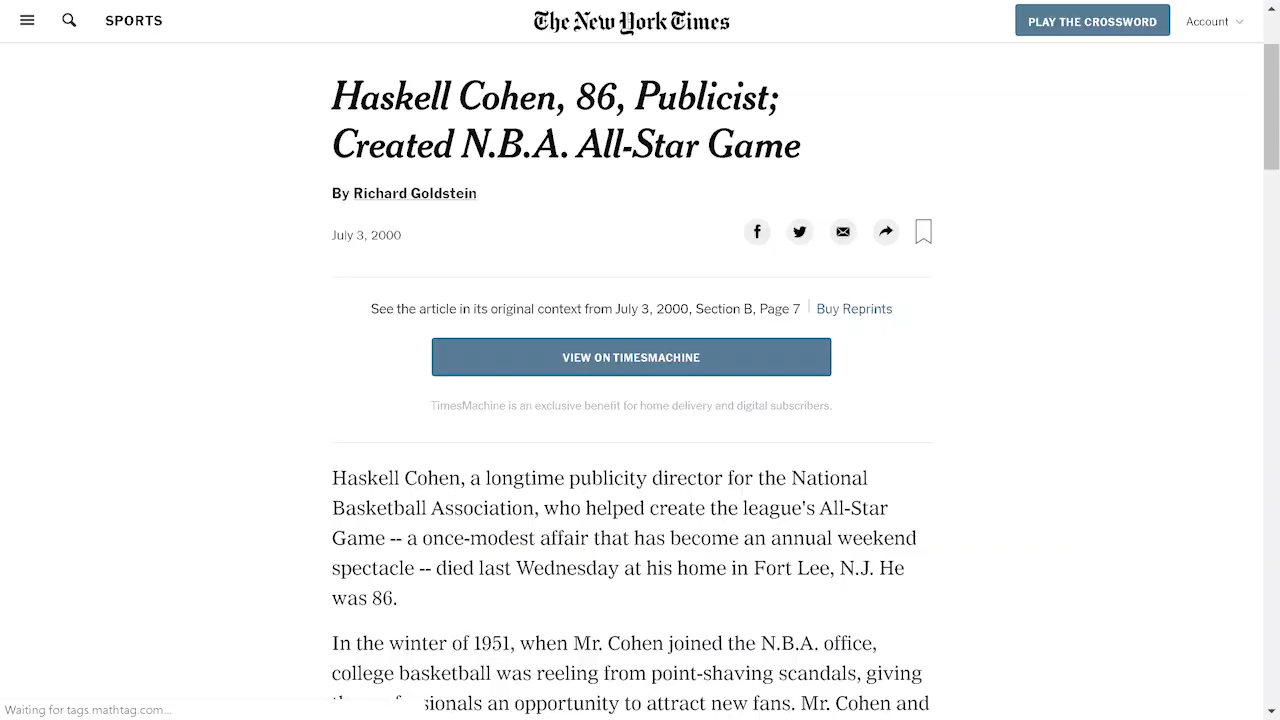 SPORTS
The New York Times
PLAY THE CROSSWORD
Account
Haskell Cohen, 86, Publicist;
Created N.B.A. All-Star Game
By Richard Goldstein
July 3, 2000
See the article in its original context from July 3, 2000, Section B, Page 7
Buy Reprints
VIEW ON TIMESMACHINE
TimesMachine is an exclusive benefit for home delivery and digital subscribers.
Haskell Cohen, a longtime publicity director for the National
Basketball Association, who helped create the league's All-Star
Game -- a once-modest affair that has become an annual weekend
spectacle -- died last Wednesday at his home in Fort Lee, N.J. He
was 86.
In the winter of 1951, when Mr. Cohen joined the N.B.A. office,
college basketball was reeling from point-shaving scandals, giving
an opportunity to attract new fans. Mr. Cohen and
Waiting for tags.mathtag.com...